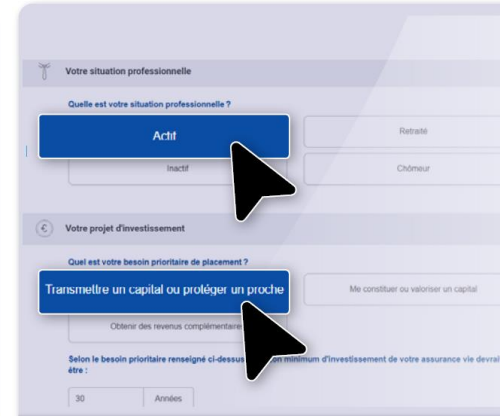 Votre situation professionnelle
Quelle est votre situation professionnelle ?
Actif
Retraité
Inactif
Chômeur
Votre projet d'investissement
Quel est votre besoin prioritaire de placement ?
Transmettre un capital ou protéger un proche
Me constituer ou valoriser un capital
Obtenir des revenus complémentaires
Selon le besoin prioritaire renseigné ci-dessus minimum d'investissement de votre assurance vie devrait
être :
30 Années